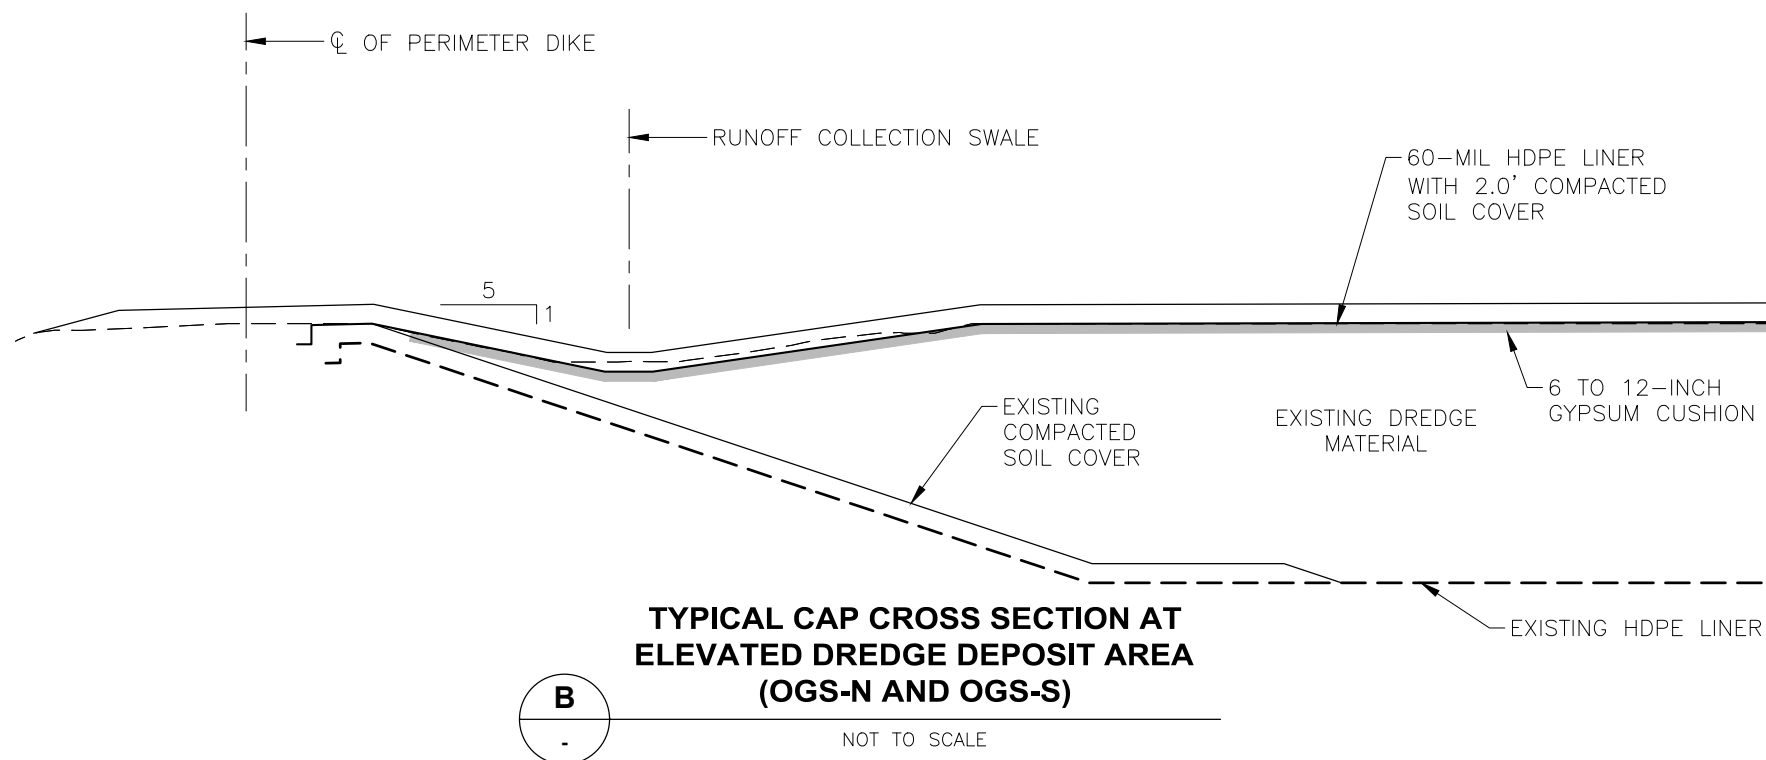 ℄ OF PERIMETER DIKE
RUNOFF COLLECTION SWALE
60-MIL HDPE LINER
WITH 2.0' COMPACTED
SOIL COVER
5
1
6 TO 12-INCH
GYPSUM CUSHION
EXISTING
COMPACTED
SOIL COVER
EXISTING DREDGE
MATERIAL
EXISTING HDPE LINER
TYPICAL CAP CROSS SECTION AT
ELEVATED DREDGE DEPOSIT AREA
(OGS-N AND OGS-S)
B
-
NOT TO SCALE